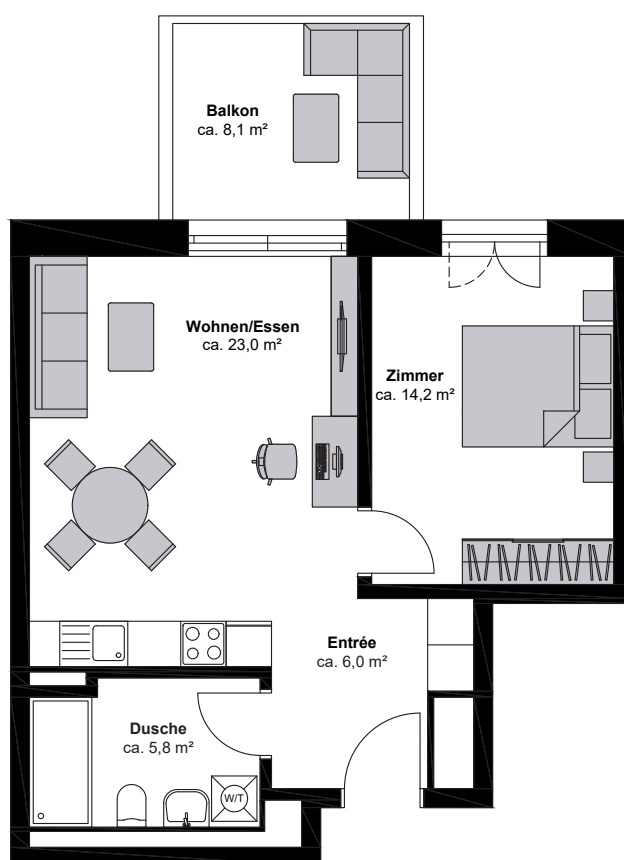 Balkon
ca. 8,1 m²
Wohnen/Essen
ca. 23,0 m²
Zimmer
ca. 14,2 m²
Entrée
ca. 6,0 m²
Dusche
ca. 5,8 m²
W/T